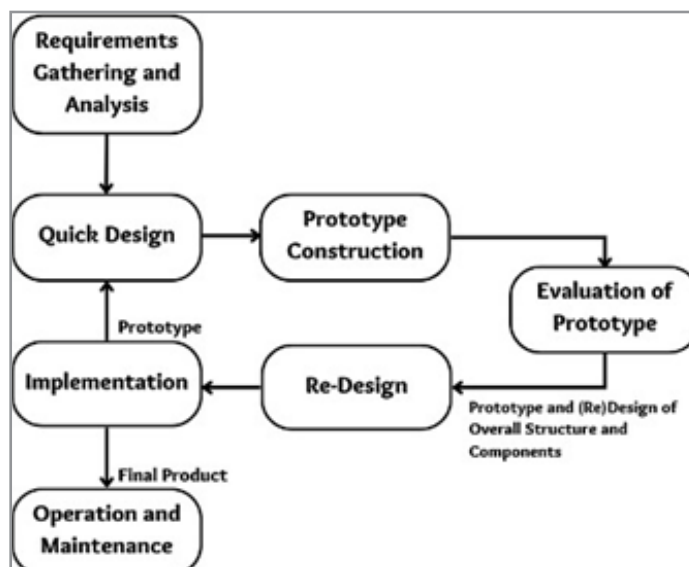 Requirements
Gathering and
Analysis
Quick Design
Prototype
Construction
Evaluation of
Prototype
Prototype
Implementation
Re-Design
Prototype and (Re)Design of
Overall Structure and
Components
Final Product
Operation and
Maintenance